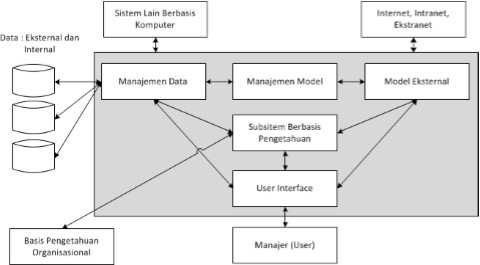 Sistem Lain Berbasis
Komputer
Internet, Intranet,
Ekstranet
Data : Eksternal dan
Internal
Manajemen Data
Manajemen Model
Model Eksternal
Subsitem Berbasis
Pengetahuan
User Interface
Basis Pengetahuan
Organisasional
Manajer (User)